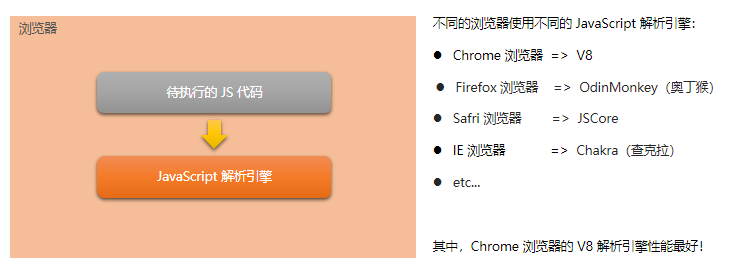 浏览器
待执行的 JS 代码
JavaScript 解析引擎
不同的浏览器使用不同的 JavaScript 解析引擎：
● Chrome 浏览器 => V8
● Firefox 浏览器 => OdinMonkey（奥丁猴）
● Safri 浏览器 => JSCore
● IE 浏览器 => Chakra（查克拉）
● etc...
其中，Chrome 浏览器的 V8 解析引擎性能最好！